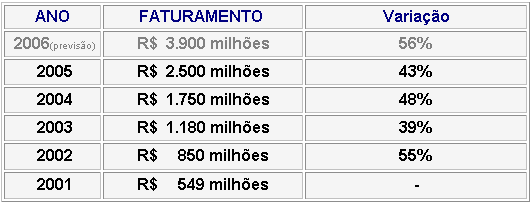 ANO FATURAMENTO Variação
2006(previsão) R$ 3.900 milhões 56%
2005 R$ 2.500 milhões 43%
2004 R$ 1.750 milhões 48%
2003 R$ 1.180 milhões 39%
2002 R$ 850 milhões 55%
2001 R$ 549 milhões -